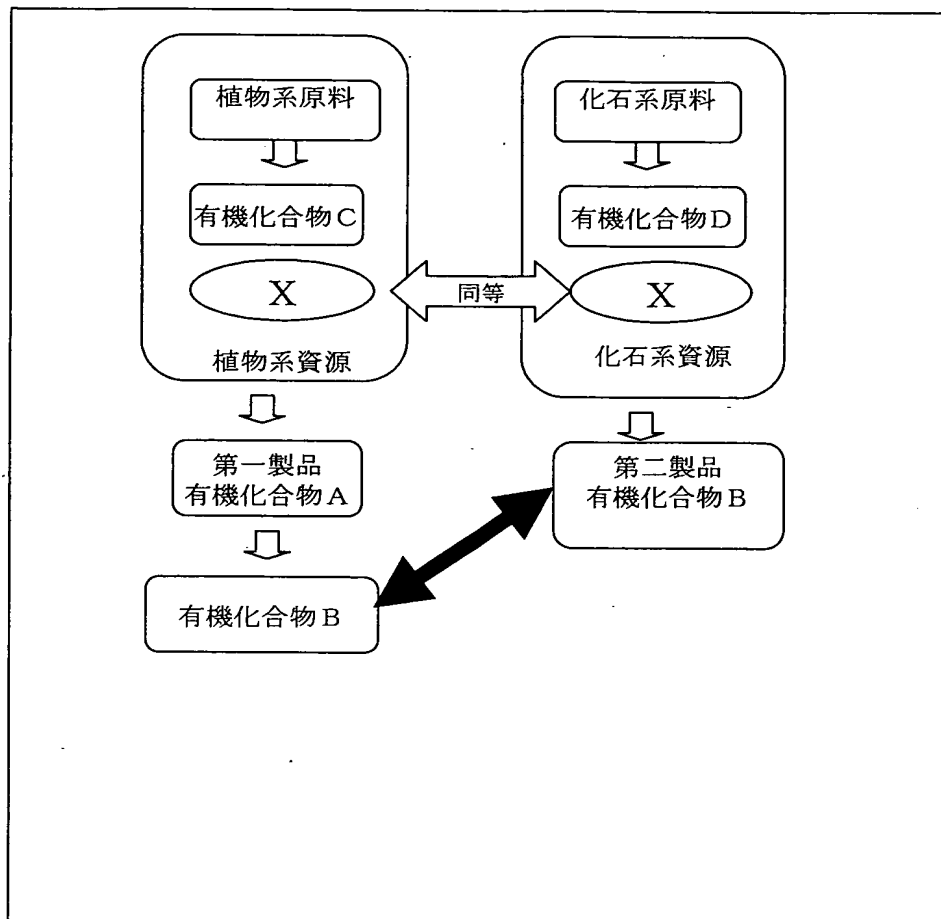 植物系原料
有機化合物C
X
植物系資源
第一製品
有機化合物A
有機化合物B
同等
化石系原料
有機化合物D
X
化石系資源
第二製品
有機化合物B